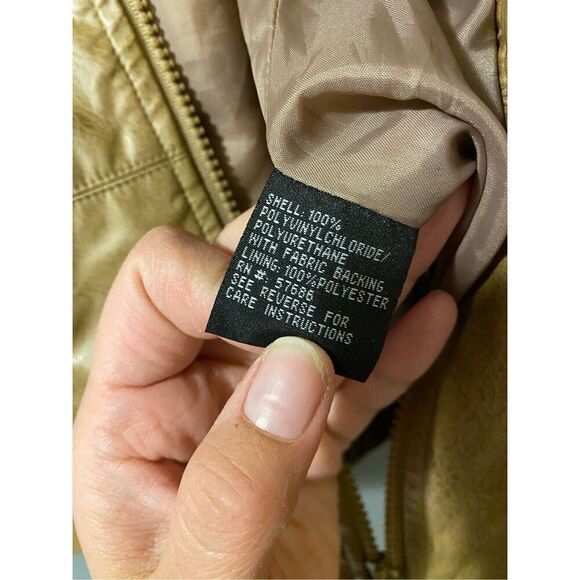 SHELL: 100%
POLYVINYLCHLORIDE/
POLYURETHANE
WITH FABRIC BACKING
LINING: 100%POLYESTER
RN #: 57686
SEE REVERSE FOR
CARE INSTRUCTIONS